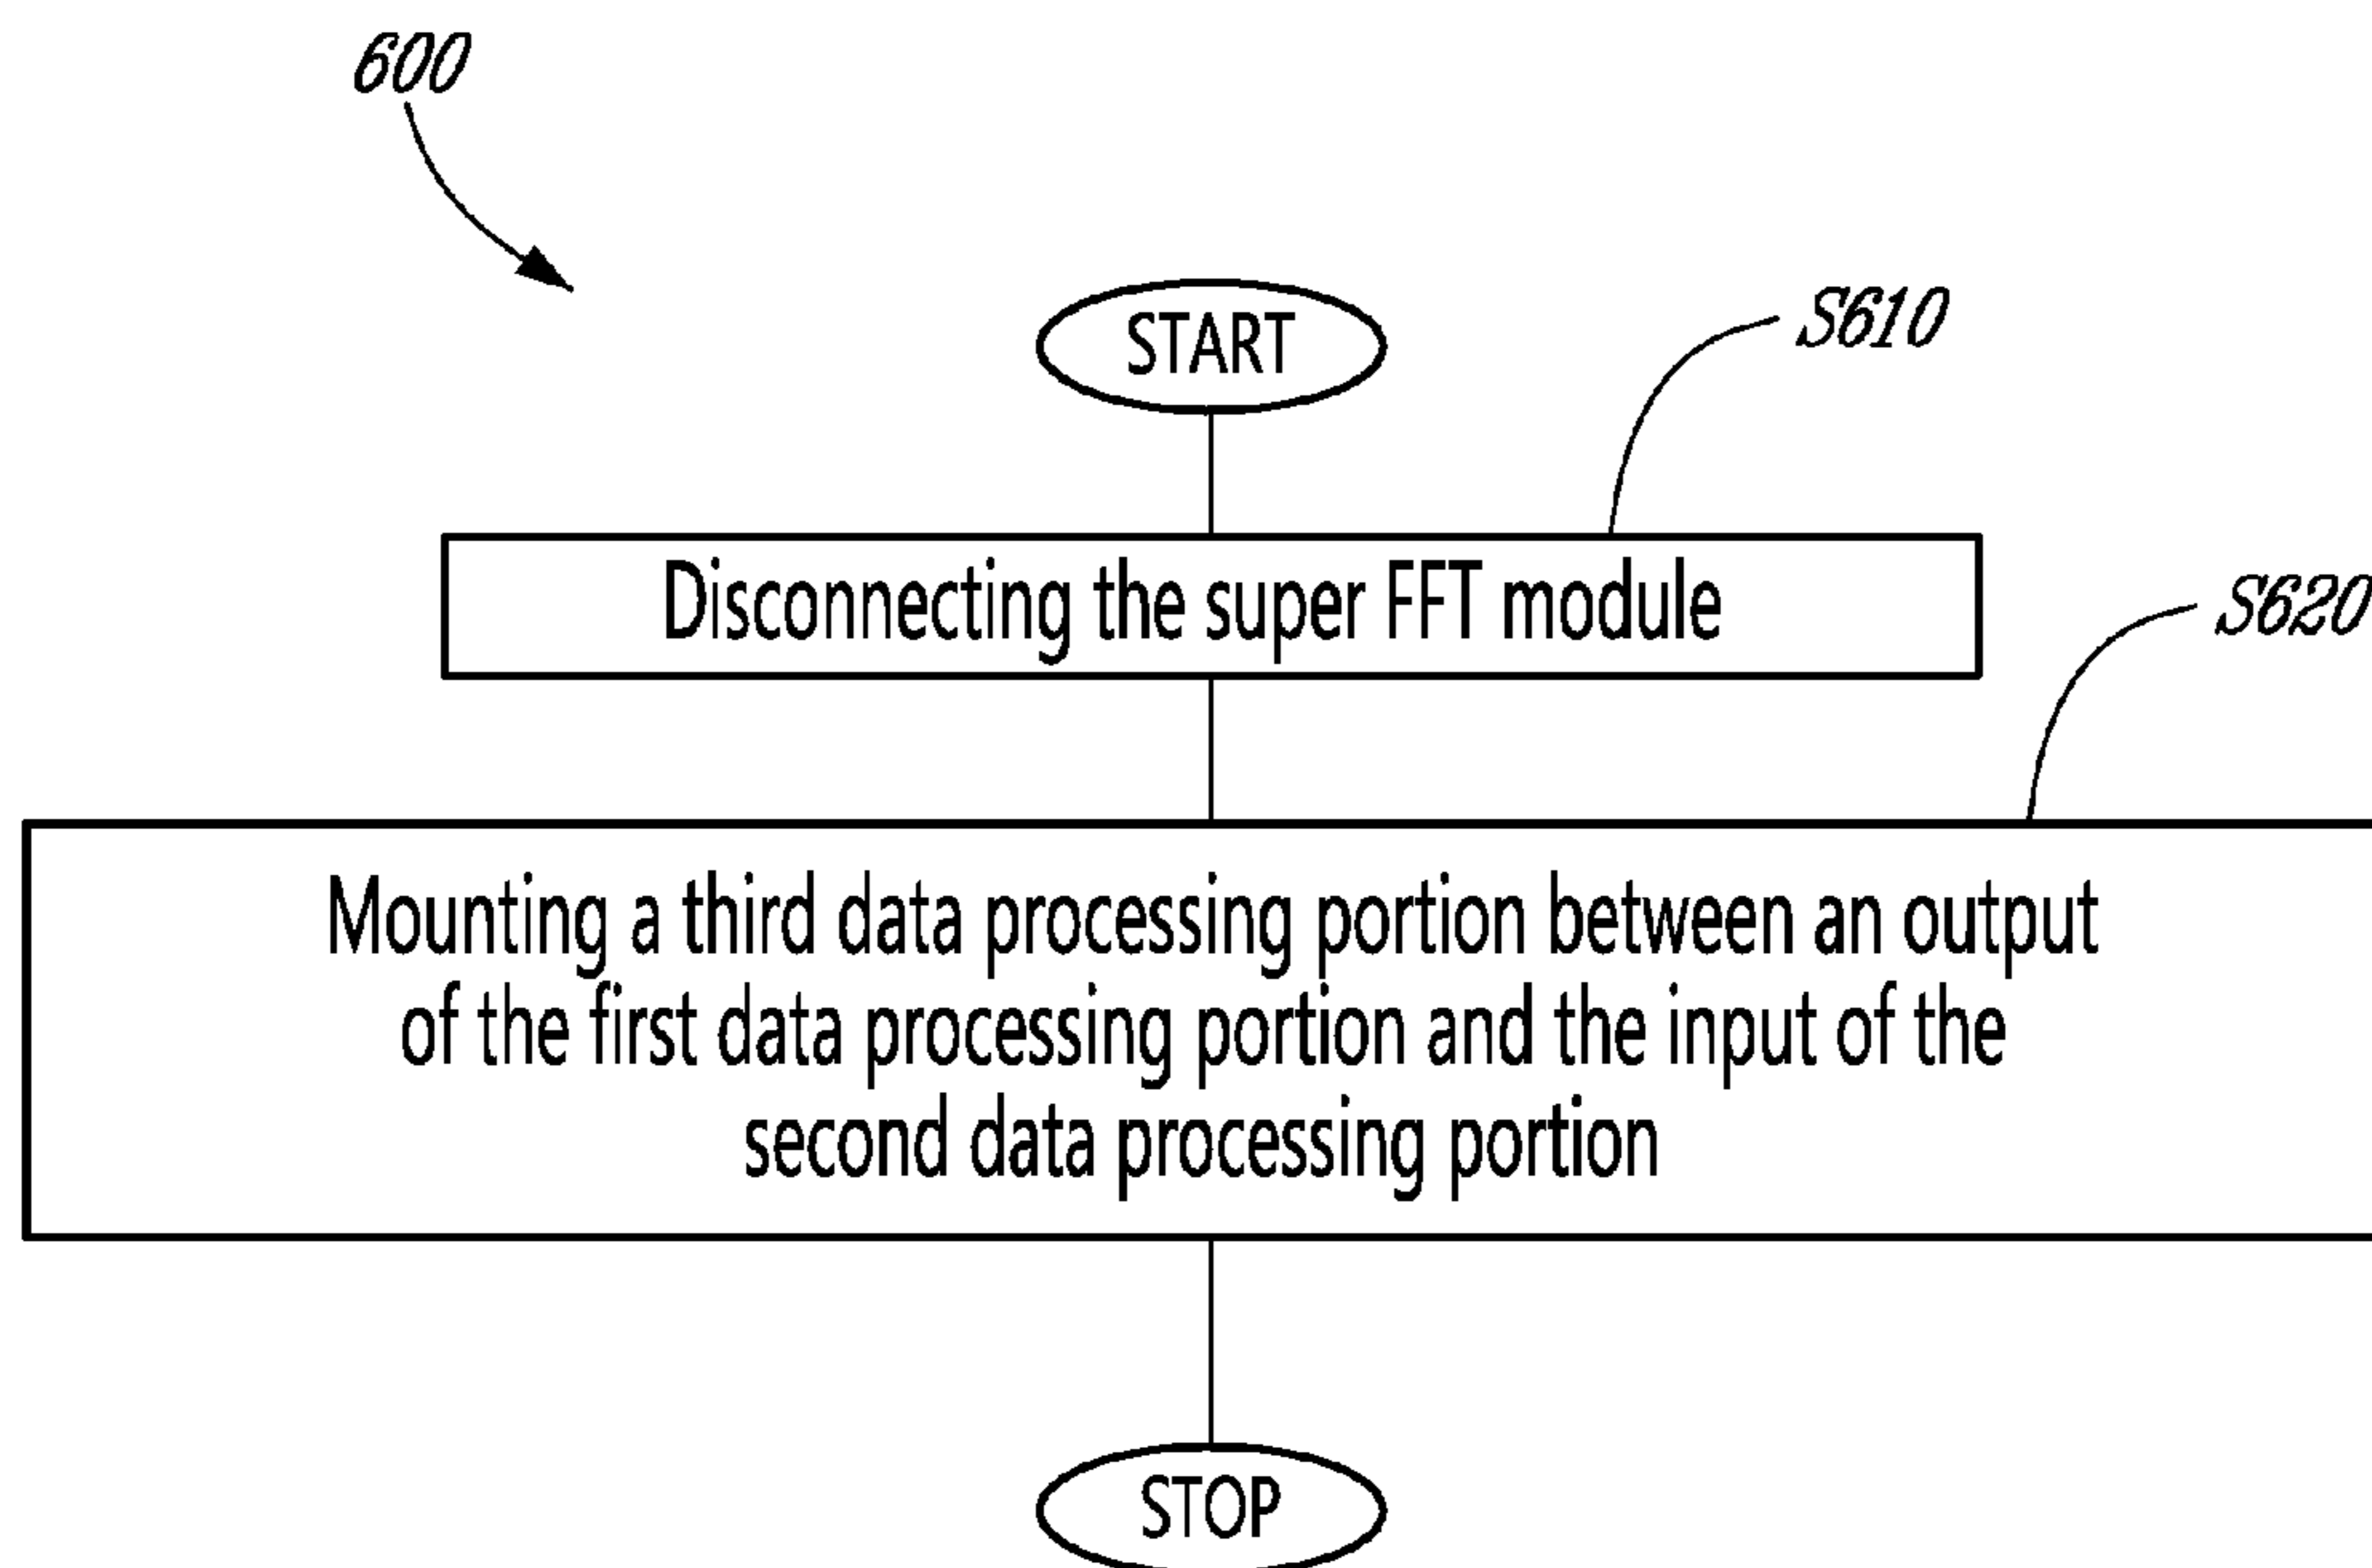 600
START
S610
Disconnecting the super FFT module
S620
Mounting a third data processing portion between an output
of the first data processing portion and the input of the
second data processing portion
STOP